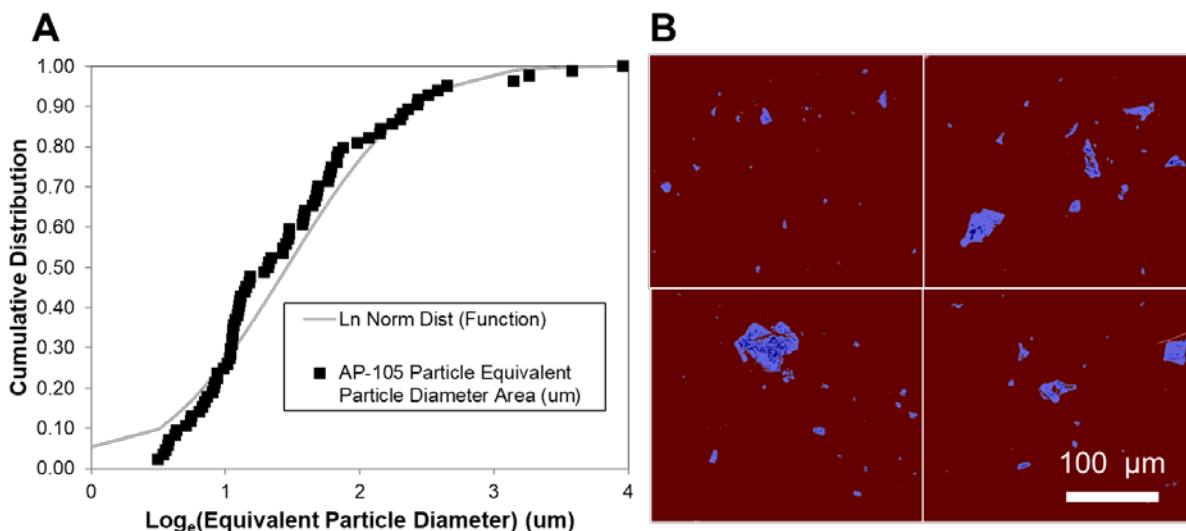 A
B
1.00
0.90
0.80
0.70
0.60
0.50
0.40
0.30
0.20
0.10
0.00
Cumulative Distribution
Ln Norm Dist (Function)
AP-105 Particle Equivalent
Particle Diameter Area (um)
0 1 2 3 4
Logₑ(Equivalent Particle Diameter) (um)
100 µm